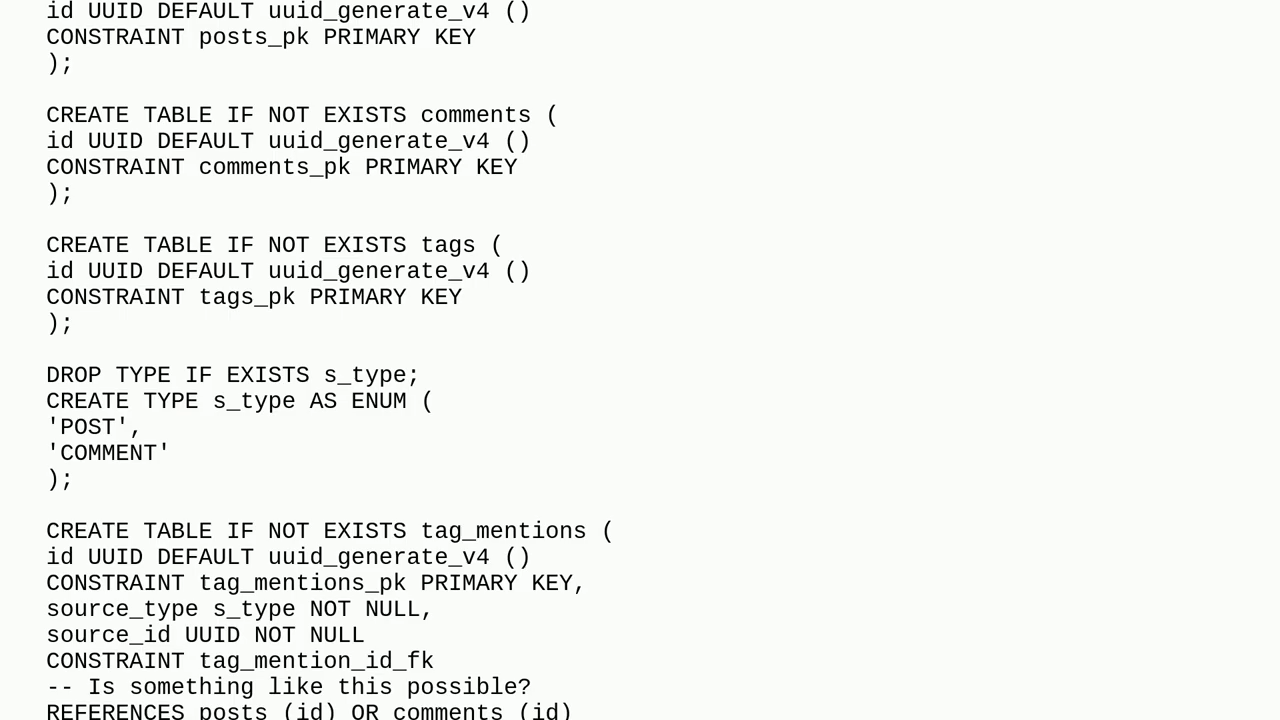 id UUID DEFAULT uuid_generate_v4 ()
CONSTRAINT posts_pk PRIMARY KEY
);
CREATE TABLE IF NOT EXISTS comments (
id UUID DEFAULT uuid_generate_v4 ()
CONSTRAINT comments_pk PRIMARY KEY
);
CREATE TABLE IF NOT EXISTS tags (
id UUID DEFAULT uuid_generate_v4 ()
CONSTRAINT tags_pk PRIMARY KEY
);
DROP TYPE IF EXISTS s_type;
CREATE TYPE s_type AS ENUM (
'POST',
'COMMENT'
);
CREATE TABLE IF NOT EXISTS tag_mentions (
id UUID DEFAULT uuid_generate_v4 ()
CONSTRAINT tag_mentions_pk PRIMARY KEY,
source_type s_type NOT NULL,
source_id UUID NOT NULL
CONSTRAINT tag_mention_id_fk
-- Is something like this possible?
REFERENCES posts (id) OR comments (id)